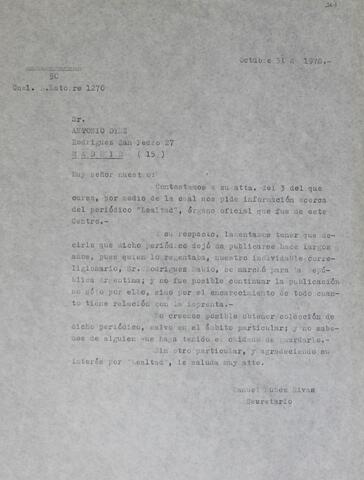 Octubre 31 de 1970.-
SC
Gral.
1270
Sr.
ANTONIO DIEZ
Rodriguez San Pedro 27
M A D R I D ( 15 )
Muy señor nuestro:
Contestamos a su atta. del 3 del que
cursa, por medio de la cual nos pide información acerca
del periódico "Lealtad", órgano oficial que fue de este
Centro.-
A su respecto, lamentamos tener que de-
cirle que dicho periódico dejó de publicarse hace largos
años, pues quien lo regentaba, nuestro inolvidable corre-
ligionario, Sr. Rodriguez Sabio, se marchó para la Repú-
blica Argentina; y no fue posible continuar la publicación
no sólo por ello, sino por el encarecimiento de todo cuan-
to tiene relación con la imprenta.-
No creemos posible obtener colección de
dicho periódico, salvo en el ámbito particular; y no sabe-
mos de alguien que haya tenido el cuidado de guardarlo.-
Sin otro particular, y agradeciendo su
interés por "Lealtad", le saluda muy atte.
Manuel Rivas
Secretario